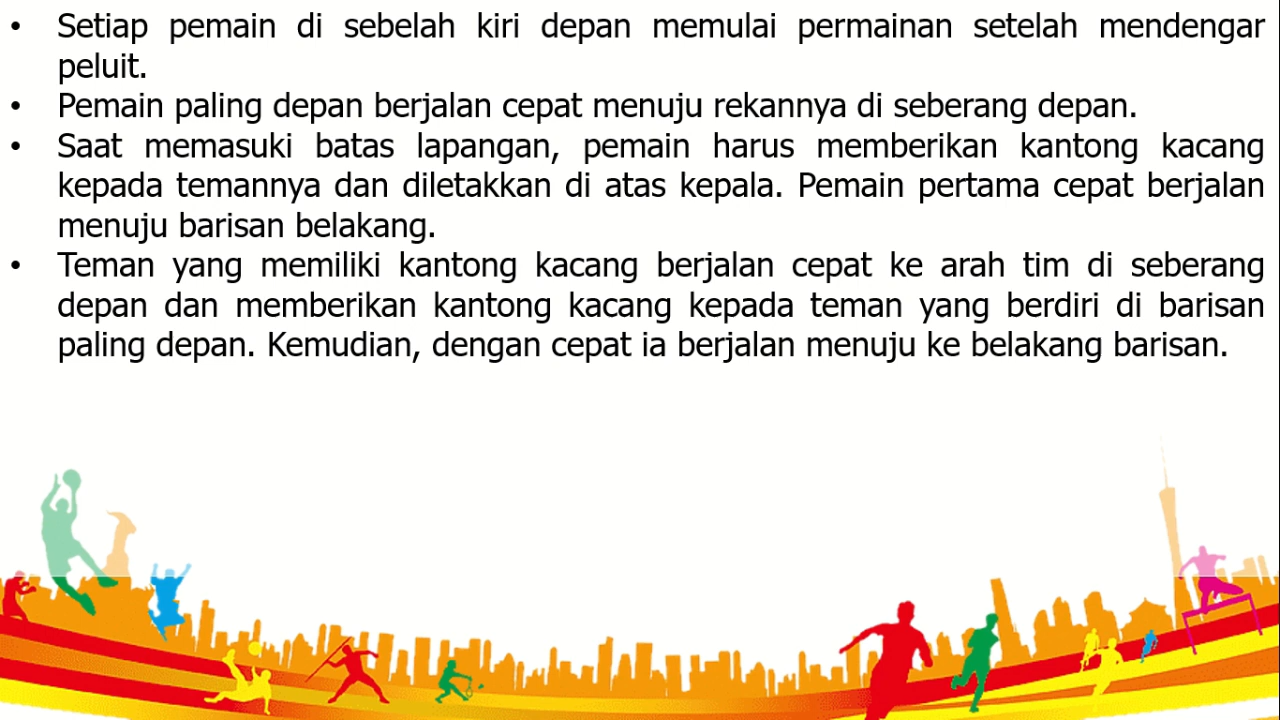 • Setiap pemain di sebelah kiri depan memulai permainan setelah mendengar
peluit.
• Pemain paling depan berjalan cepat menuju rekannya di seberang depan.
• Saat memasuki batas lapangan, pemain harus memberikan kantong kacang
kepada temannya dan diletakkan di atas kepala. Pemain pertama cepat berjalan
menuju barisan belakang.
• Teman yang memiliki kantong kacang berjalan cepat ke arah tim di seberang
depan dan memberikan kantong kacang kepada teman yang berdiri di barisan
paling depan. Kemudian, dengan cepat ia berjalan menuju ke belakang barisan.